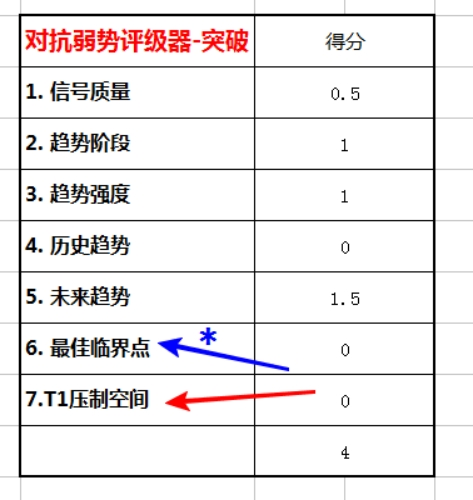 对抗弱势评级器-突破 得分
1. 信号质量 0.5
2. 趋势阶段 1
3. 趋势强度 1
4. 历史趋势 0
5. 未来趋势 1.5
6. 最佳临界点 * 0
7.T1压制空间 0
4